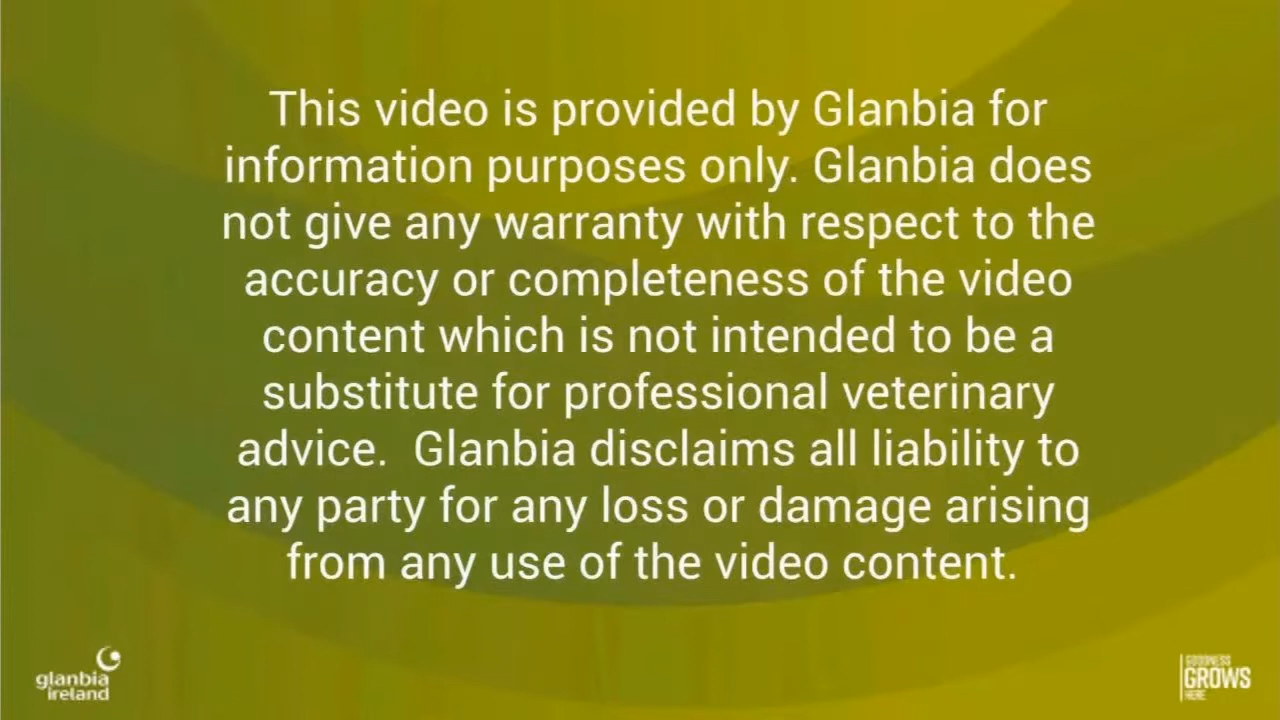 This video is provided by Glanbia for
information purposes only. Glanbia does
not give any warranty with respect to the
accuracy or completeness of the video
content which is not intended to be a
substitute for professional veterinary
advice.  Glanbia disclaims all liability to
any party for any loss or damage arising
from any use of the video content.
glanbia
ireland
GOODNESS
GROWS
HERE